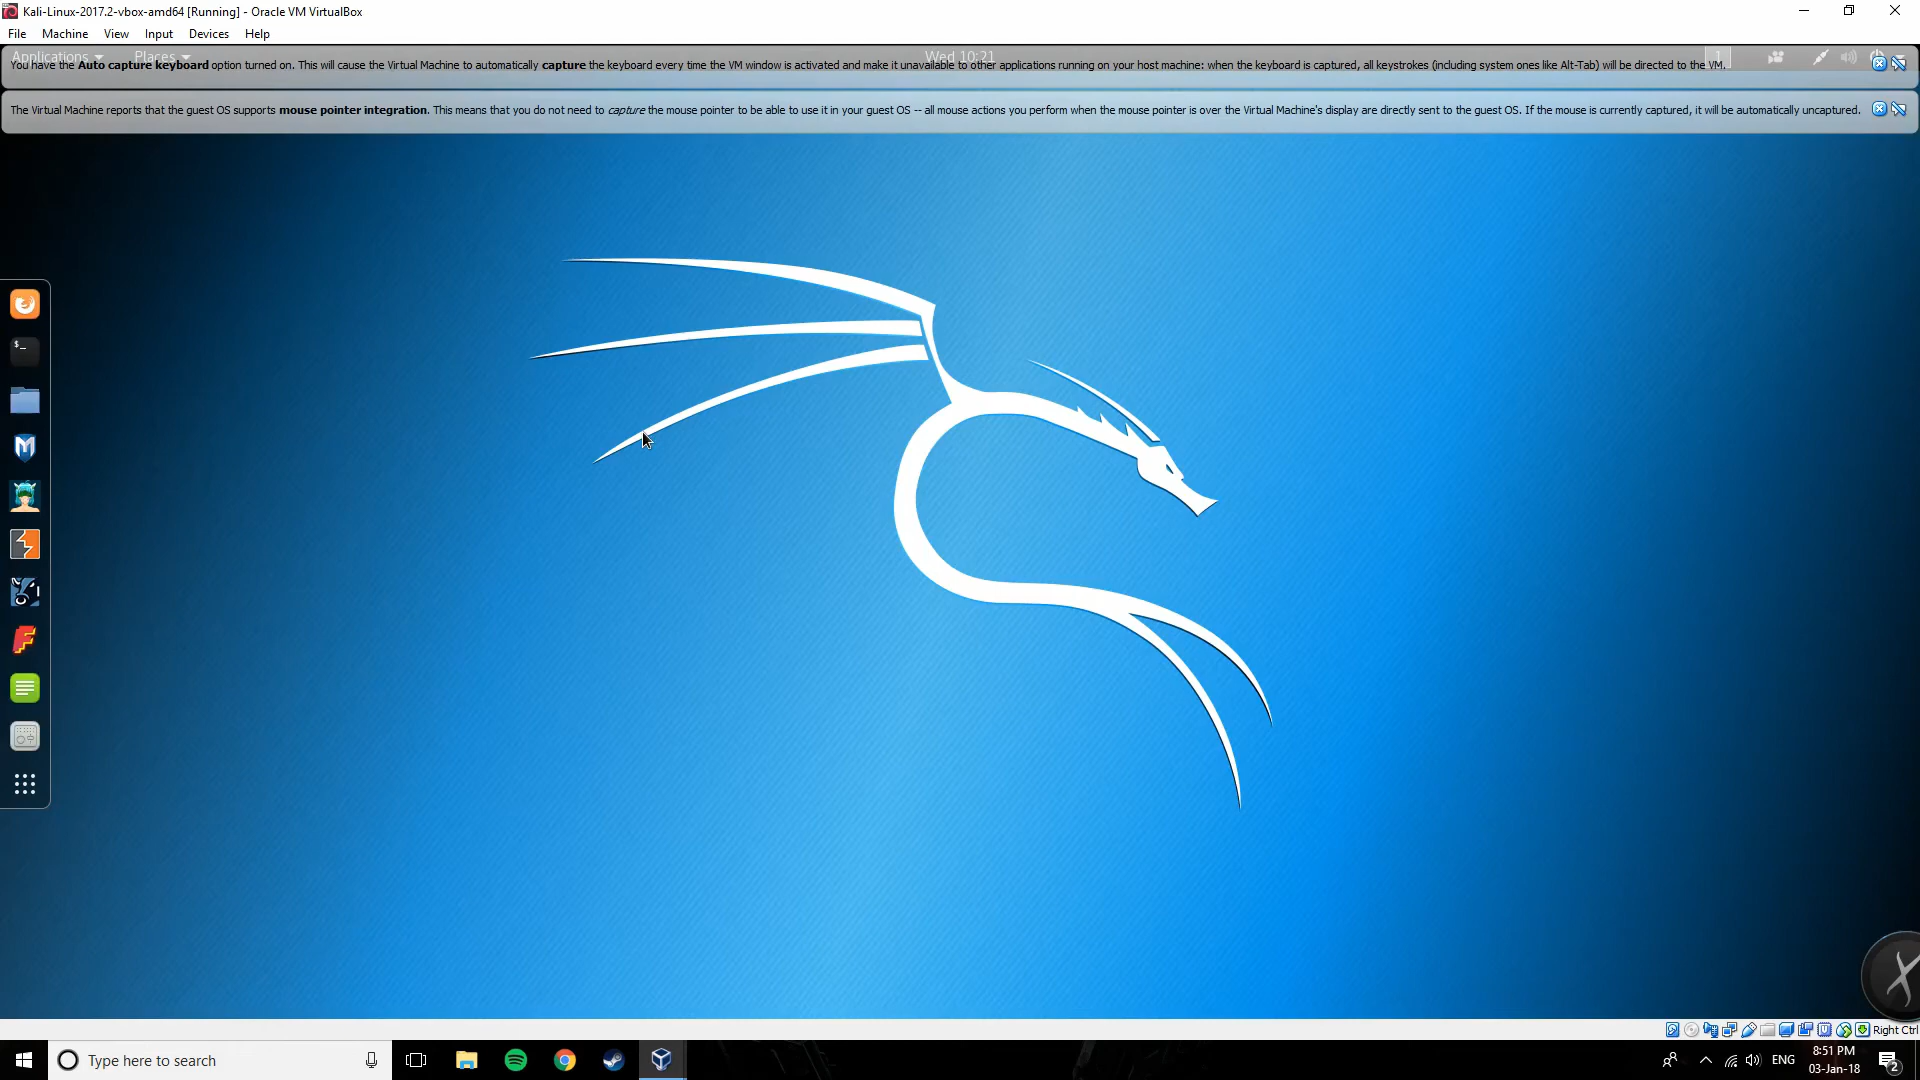 Kali-Linux-2017.2-vbox-amd64 [Running] - Oracle VM VirtualBox
File Machine View Input Devices Help
Applications Places Wed 10:21 1
You have the Auto capture keyboard option turned on. This will cause the Virtual Machine to automatically capture the keyboard every time the VM window is activated and make it unavailable to other applications running on your host machine: when the keyboard is captured, all keystrokes (including system ones like Alt-Tab) will be directed to the VM.
The Virtual Machine reports that the guest OS supports mouse pointer integration. This means that you do not need to capture the mouse pointer to be able to use it in your guest OS -- all mouse actions you perform when the mouse pointer is over the Virtual Machine's display are directly sent to the guest OS. If the mouse is currently captured, it will be automatically uncaptured.
$_
Right Ctrl
Type here to search
ENG
8:51 PM
03-Jan-18
2